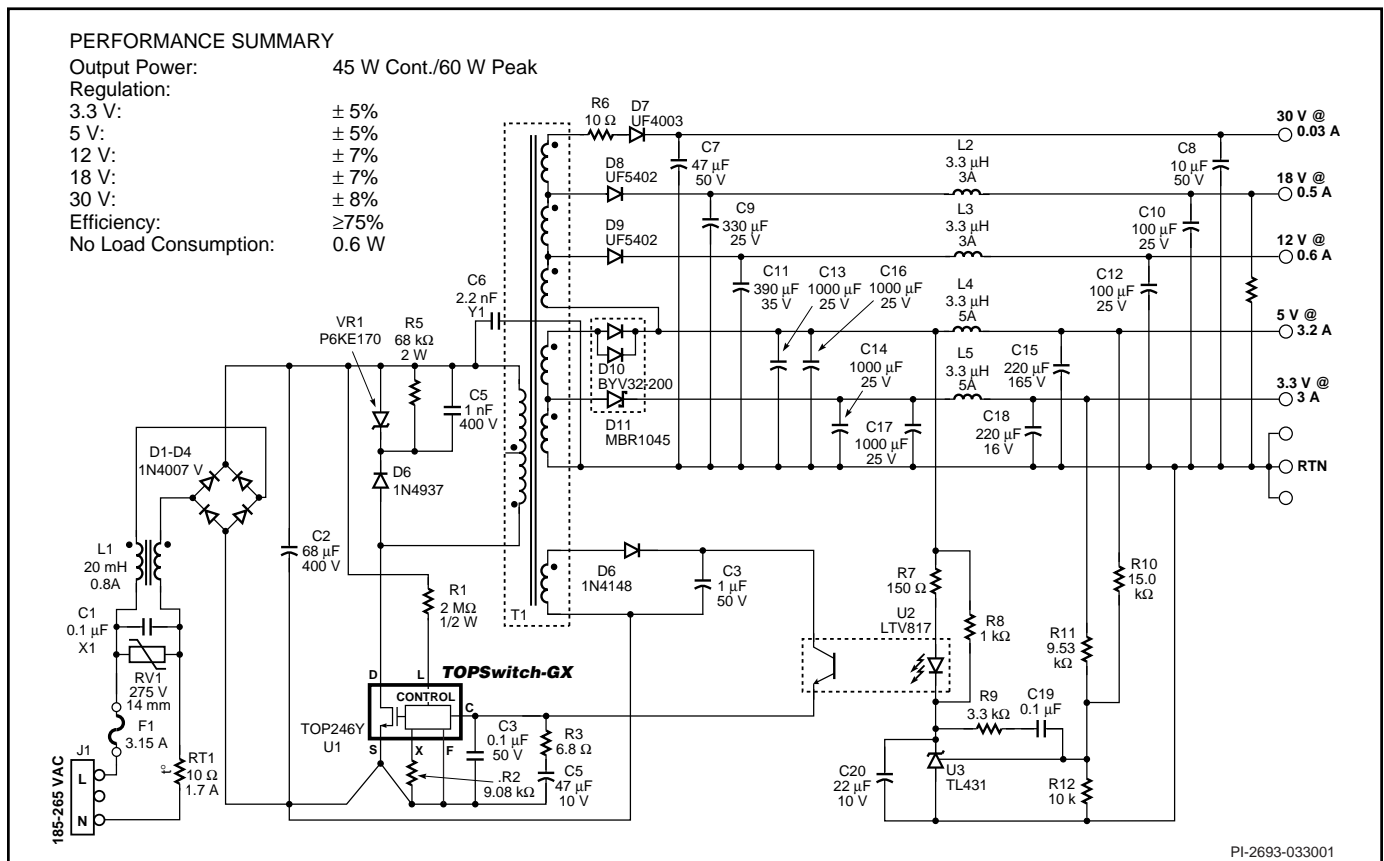 PERFORMANCE SUMMARY
Output Power: 45 W Cont./60 W Peak
Regulation:
3.3 V: ± 5%
5 V: ± 5%
12 V: ± 7%
18 V: ± 7%
30 V: ± 8%
Efficiency: ≥75%
No Load Consumption: 0.6 W
R6
10 Ω
D7
UF4003
C7
47 µF
50 V
L2
3.3 µH
3A
C8
10 µF
50 V
30 V @
0.03 A
D8
UF5402
18 V @
0.5 A
C9
330 µF
25 V
L3
3.3 µH
3A
C10
100 µF
25 V
D9
UF5402
12 V @
0.6 A
C11
390 µF
35 V
C13
1000 µF
25 V
C16
1000 µF
25 V
L4
3.3 µH
5A
C12
100 µF
25 V
5 V @
3.2 A
C6
2.2 nF
Y1
VR1
P6KE170
R5
68 kΩ
2 W
C5
1 nF
400 V
D10
BYV32-200
C14
1000 µF
25 V
L5
3.3 µH
5A
C15
220 µF
165 V
3.3 V @
3 A
D11
MBR1045
C17
1000 µF
25 V
C18
220 µF
16 V
RTN
D1-D4
1N4007 V
D6
1N4937
C2
68 µF
400 V
L1
20 mH
0.8A
C1
0.1 µF
X1
RV1
275 V
14 mm
F1
3.15 A
J1
L
N
185-265 VAC
RT1
10 Ω
1.7 A
t°
R1
2 MΩ
1/2 W
T1
D6
1N4148
C3
1 µF
50 V
R7
150 Ω
U2
LTV817
R8
1 kΩ
R10
15.0
kΩ
R11
9.53
kΩ
TOPSwitch-GX
D
L
CONTROL
C
TOP246Y
U1
S
X
F
.R2
9.08 kΩ
C3
0.1 µF
50 V
R3
6.8 Ω
C5
47 µF
10 V
R9
3.3 kΩ
C19
0.1 µF
C20
22 µF
10 V
U3
TL431
R12
10 k
PI-2693-033001